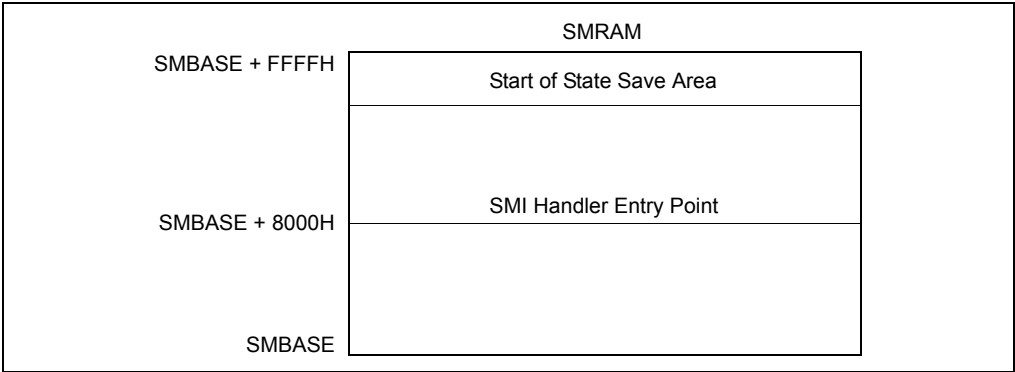 SMRAM
SMBASE + FFFFH
Start of State Save Area
SMI Handler Entry Point
SMBASE + 8000H
SMBASE